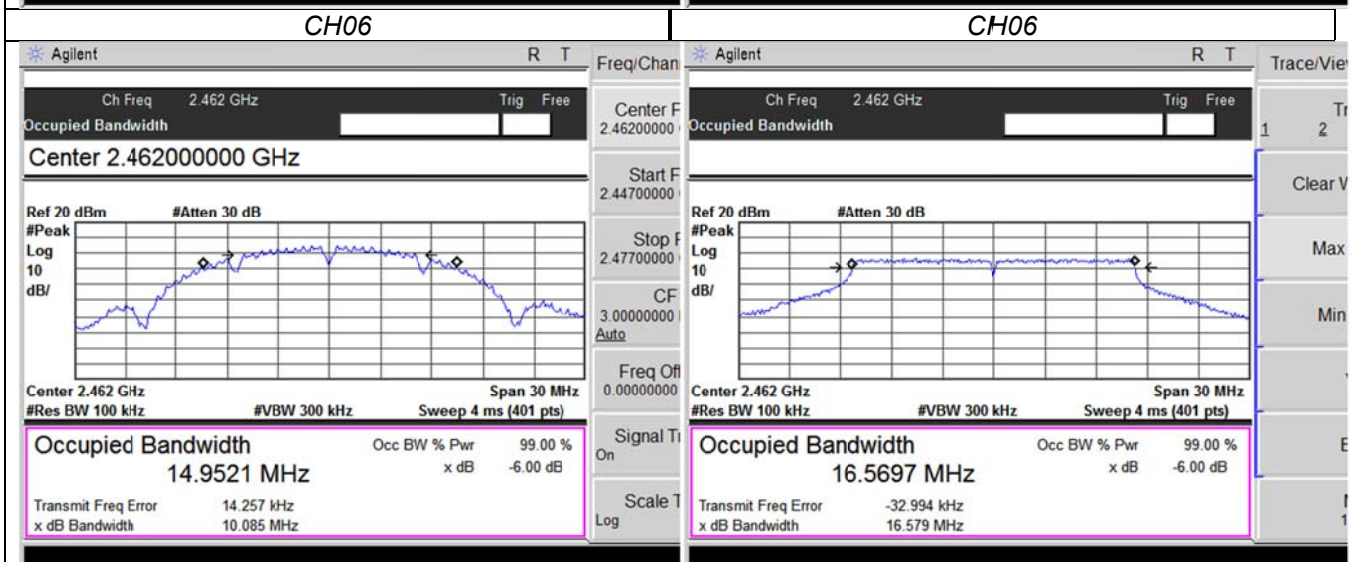 CH06
CH06
Agilent R T
Ch Freq 2.462 GHz Trig Free
Occupied Bandwidth
Center 2.462000000 GHz
Ref 20 dBm #Atten 30 dB
#Peak
Log
10
dB/
Center 2.462 GHz Span 30 MHz
#Res BW 100 kHz #VBW 300 kHz Sweep 4 ms (401 pts)
Occupied Bandwidth Occ BW % Pwr 99.00 %
14.9521 MHz x dB -6.00 dB
Transmit Freq Error 14.257 kHz
x dB Bandwidth 10.085 MHz
Freq/Chan
Center F
2.46200000
Start F
2.44700000
Stop F
2.47700000
CF
3.00000000
Auto
Freq Off
0.00000000
Signal Tr
On
Scale T
Log
Agilent R T
Ch Freq 2.462 GHz Trig Free
Occupied Bandwidth
Ref 20 dBm #Atten 30 dB
#Peak
Log
10
dB/
Center 2.462 GHz Span 30 MHz
#Res BW 100 kHz #VBW 300 kHz Sweep 4 ms (401 pts)
Occupied Bandwidth Occ BW % Pwr 99.00 %
16.5697 MHz x dB -6.00 dB
Transmit Freq Error -32.994 kHz
x dB Bandwidth 16.579 MHz
Trace/Vie
Tr
1 2
Clear
Max
Min